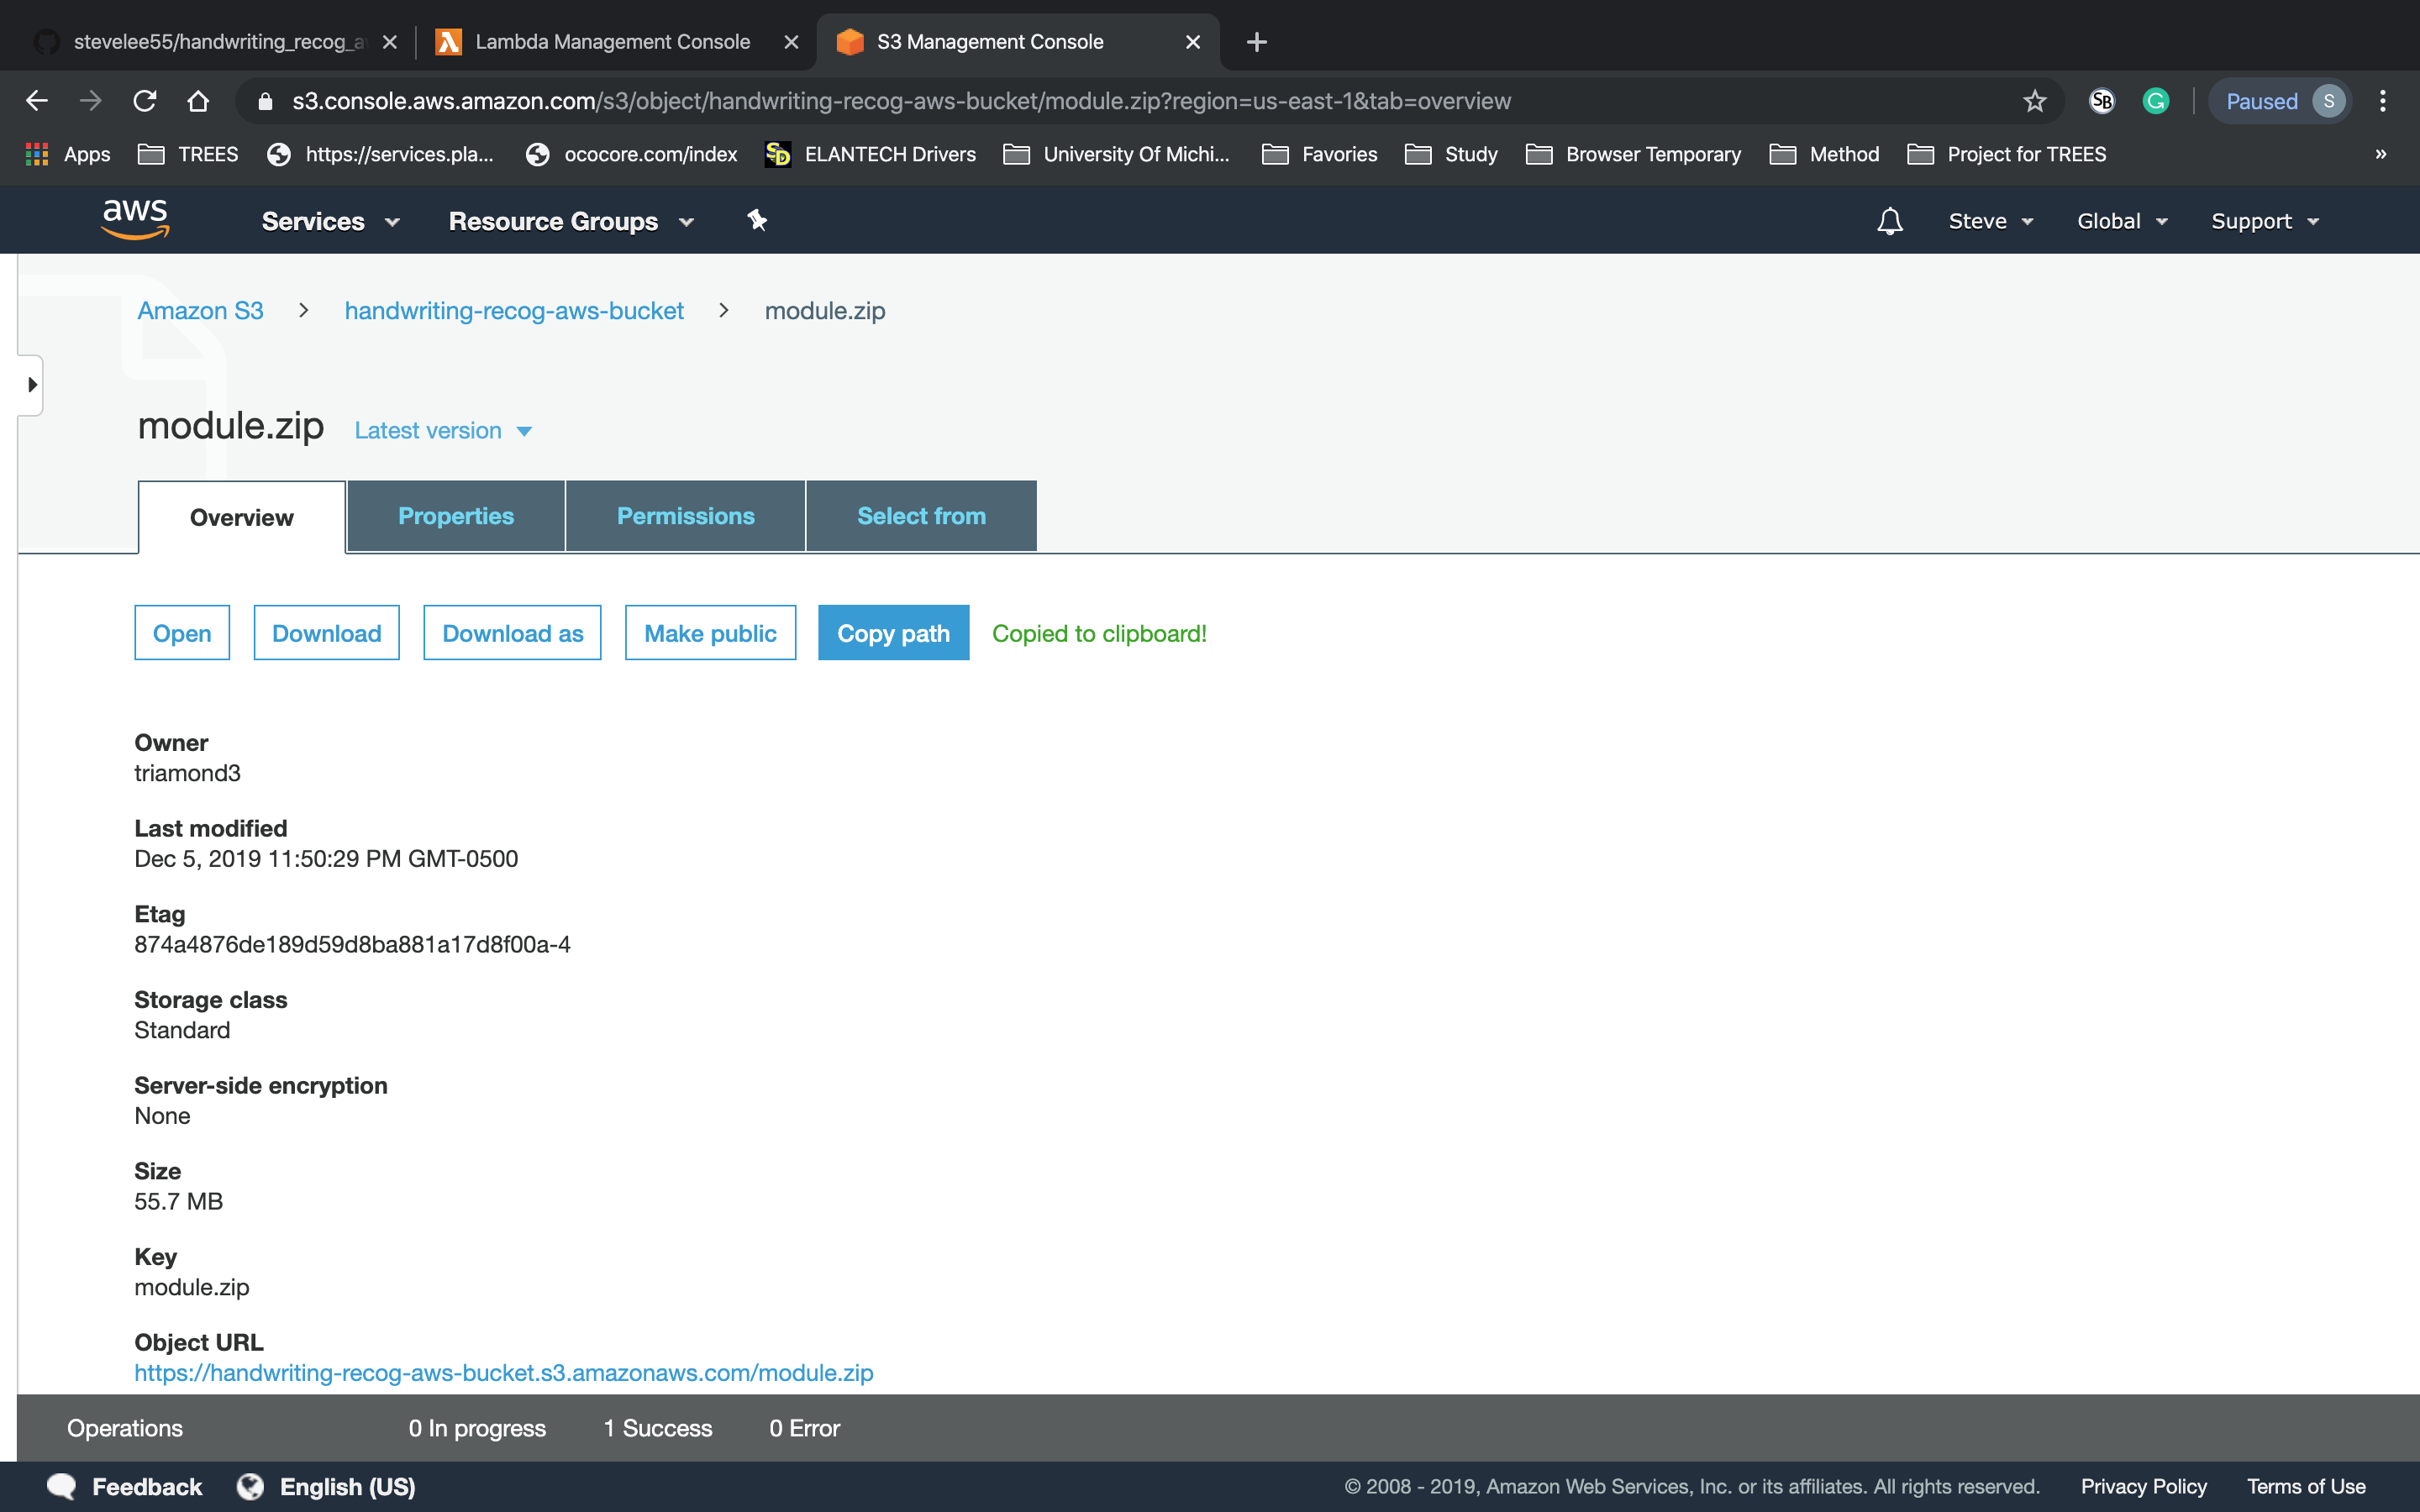 stevelee55/handwriting_recog_a
Lambda Management Console
S3 Management Console
s3.console.aws.amazon.com/s3/object/handwriting-recog-aws-bucket/module.zip?region=us-east-1&tab=overview
SB
G
Paused
S
Apps
TREES
https://services.pla...
ococore.com/index
SD
ELANTECH Drivers
University Of Michi...
Favories
Study
Browser Temporary
Method
Project for TREES
»
aws
Services
Resource Groups
Steve
Global
Support
Amazon S3 > handwriting-recog-aws-bucket > module.zip
module.zip
Latest version
Overview
Properties
Permissions
Select from
Open
Download
Download as
Make public
Copy path
Copied to clipboard!
Owner
triamond3
Last modified
Dec 5, 2019 11:50:29 PM GMT-0500
Etag
874a4876de189d59d8ba881a17d8f00a-4
Storage class
Standard
Server-side encryption
None
Size
55.7 MB
Key
module.zip
Object URL
https://handwriting-recog-aws-bucket.s3.amazonaws.com/module.zip
Operations
0 In progress
1 Success
0 Error
Feedback
English (US)
© 2008 - 2019, Amazon Web Services, Inc. or its affiliates. All rights reserved.
Privacy Policy
Terms of Use